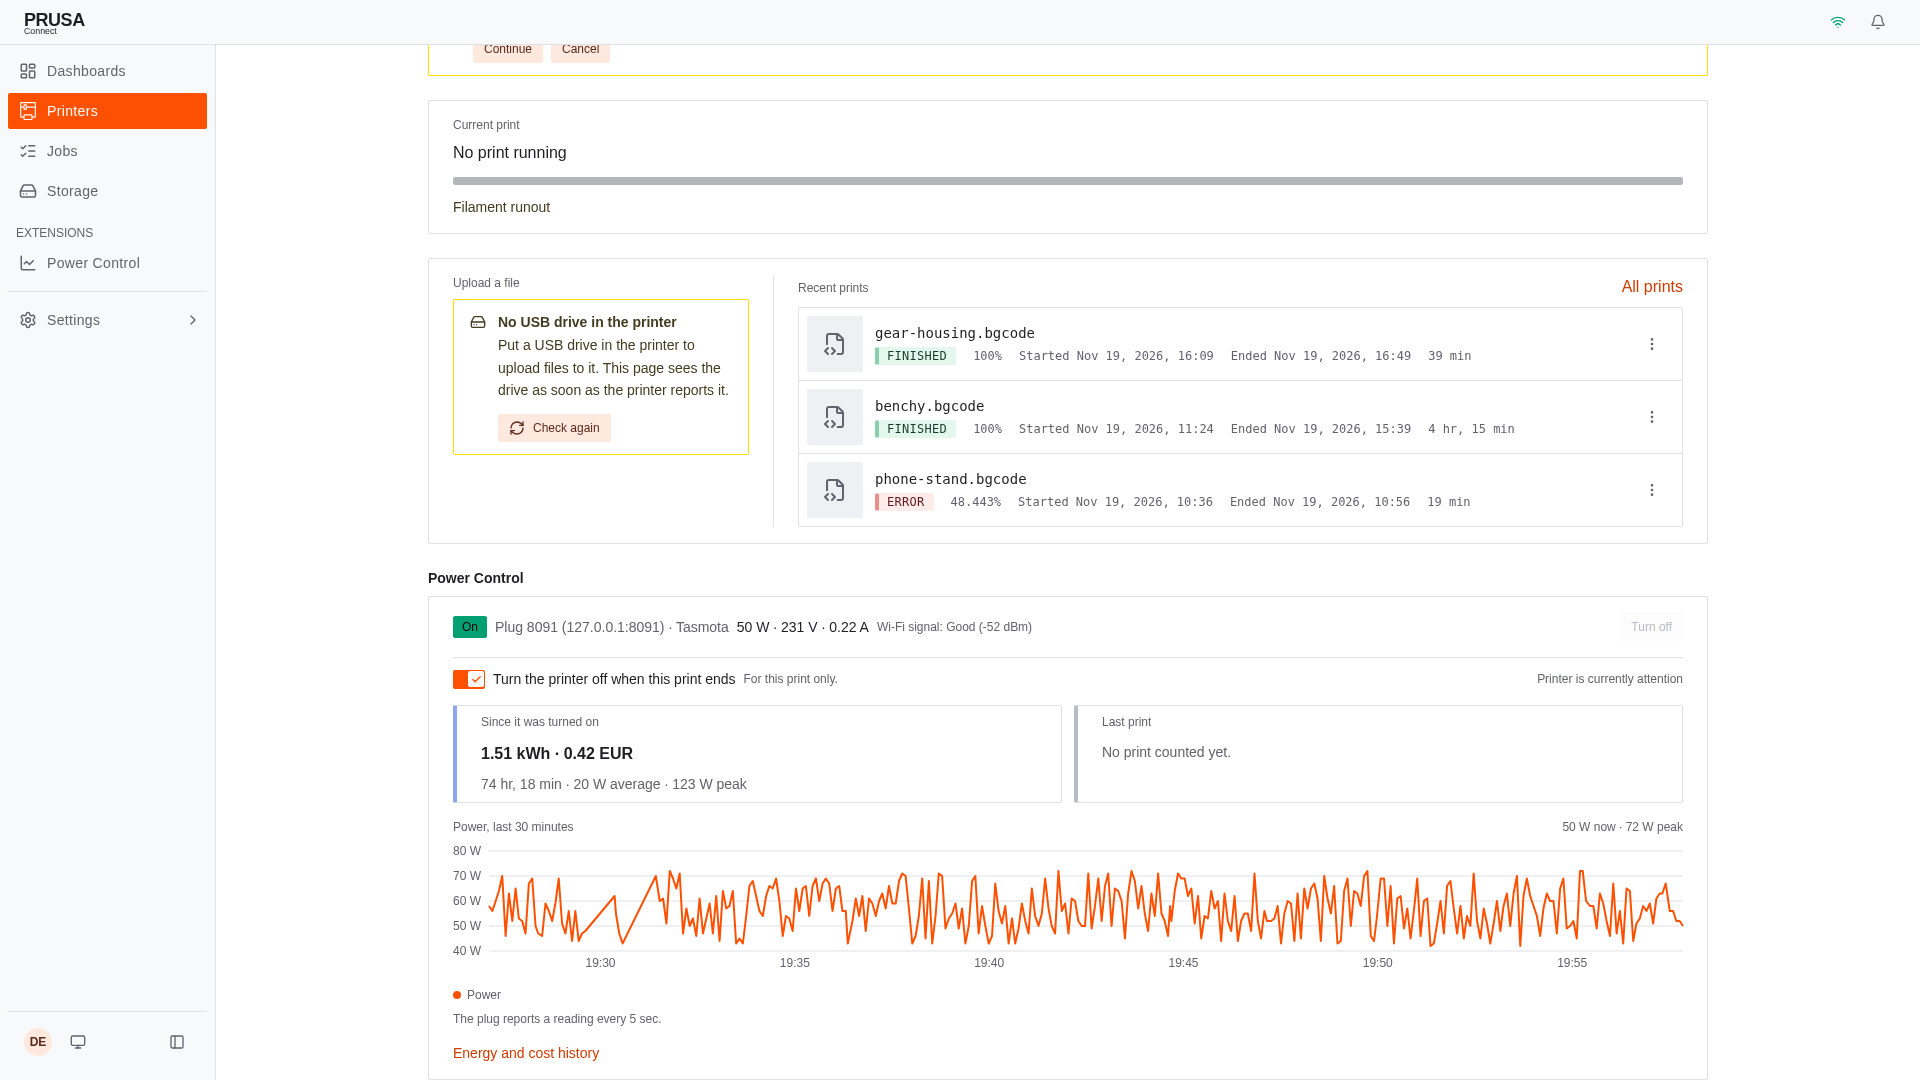 PRUSA
Connect
Dashboards
Printers
Jobs
Storage
EXTENSIONS
Power Control
Settings
DE
Continue
Cancel
Current print
No print running
Filament runout
Upload a file
No USB drive in the printer
Put a USB drive in the printer to
upload files to it. This page sees the
drive as soon as the printer reports it.
Check again
Recent prints
All prints
gear-housing.bgcode
FINISHED 100% Started Nov 19, 2026, 16:09 Ended Nov 19, 2026, 16:49 39 min
benchy.bgcode
FINISHED 100% Started Nov 19, 2026, 11:24 Ended Nov 19, 2026, 15:39 4 hr, 15 min
phone-stand.bgcode
ERROR 48.443% Started Nov 19, 2026, 10:36 Ended Nov 19, 2026, 10:56 19 min
Power Control
On Plug 8091 (127.0.0.1:8091) · Tasmota 50 W · 231 V · 0.22 A Wi-Fi signal: Good (-52 dBm) Turn off
Turn the printer off when this print ends For this print only. Printer is currently attention
Since it was turned on
1.51 kWh · 0.42 EUR
74 hr, 18 min · 20 W average · 123 W peak
Last print
No print counted yet.
Power, last 30 minutes 50 W now · 72 W peak
80 W
70 W
60 W
50 W
40 W
19:30 19:35 19:40 19:45 19:50 19:55
Power
The plug reports a reading every 5 sec.
Energy and cost history